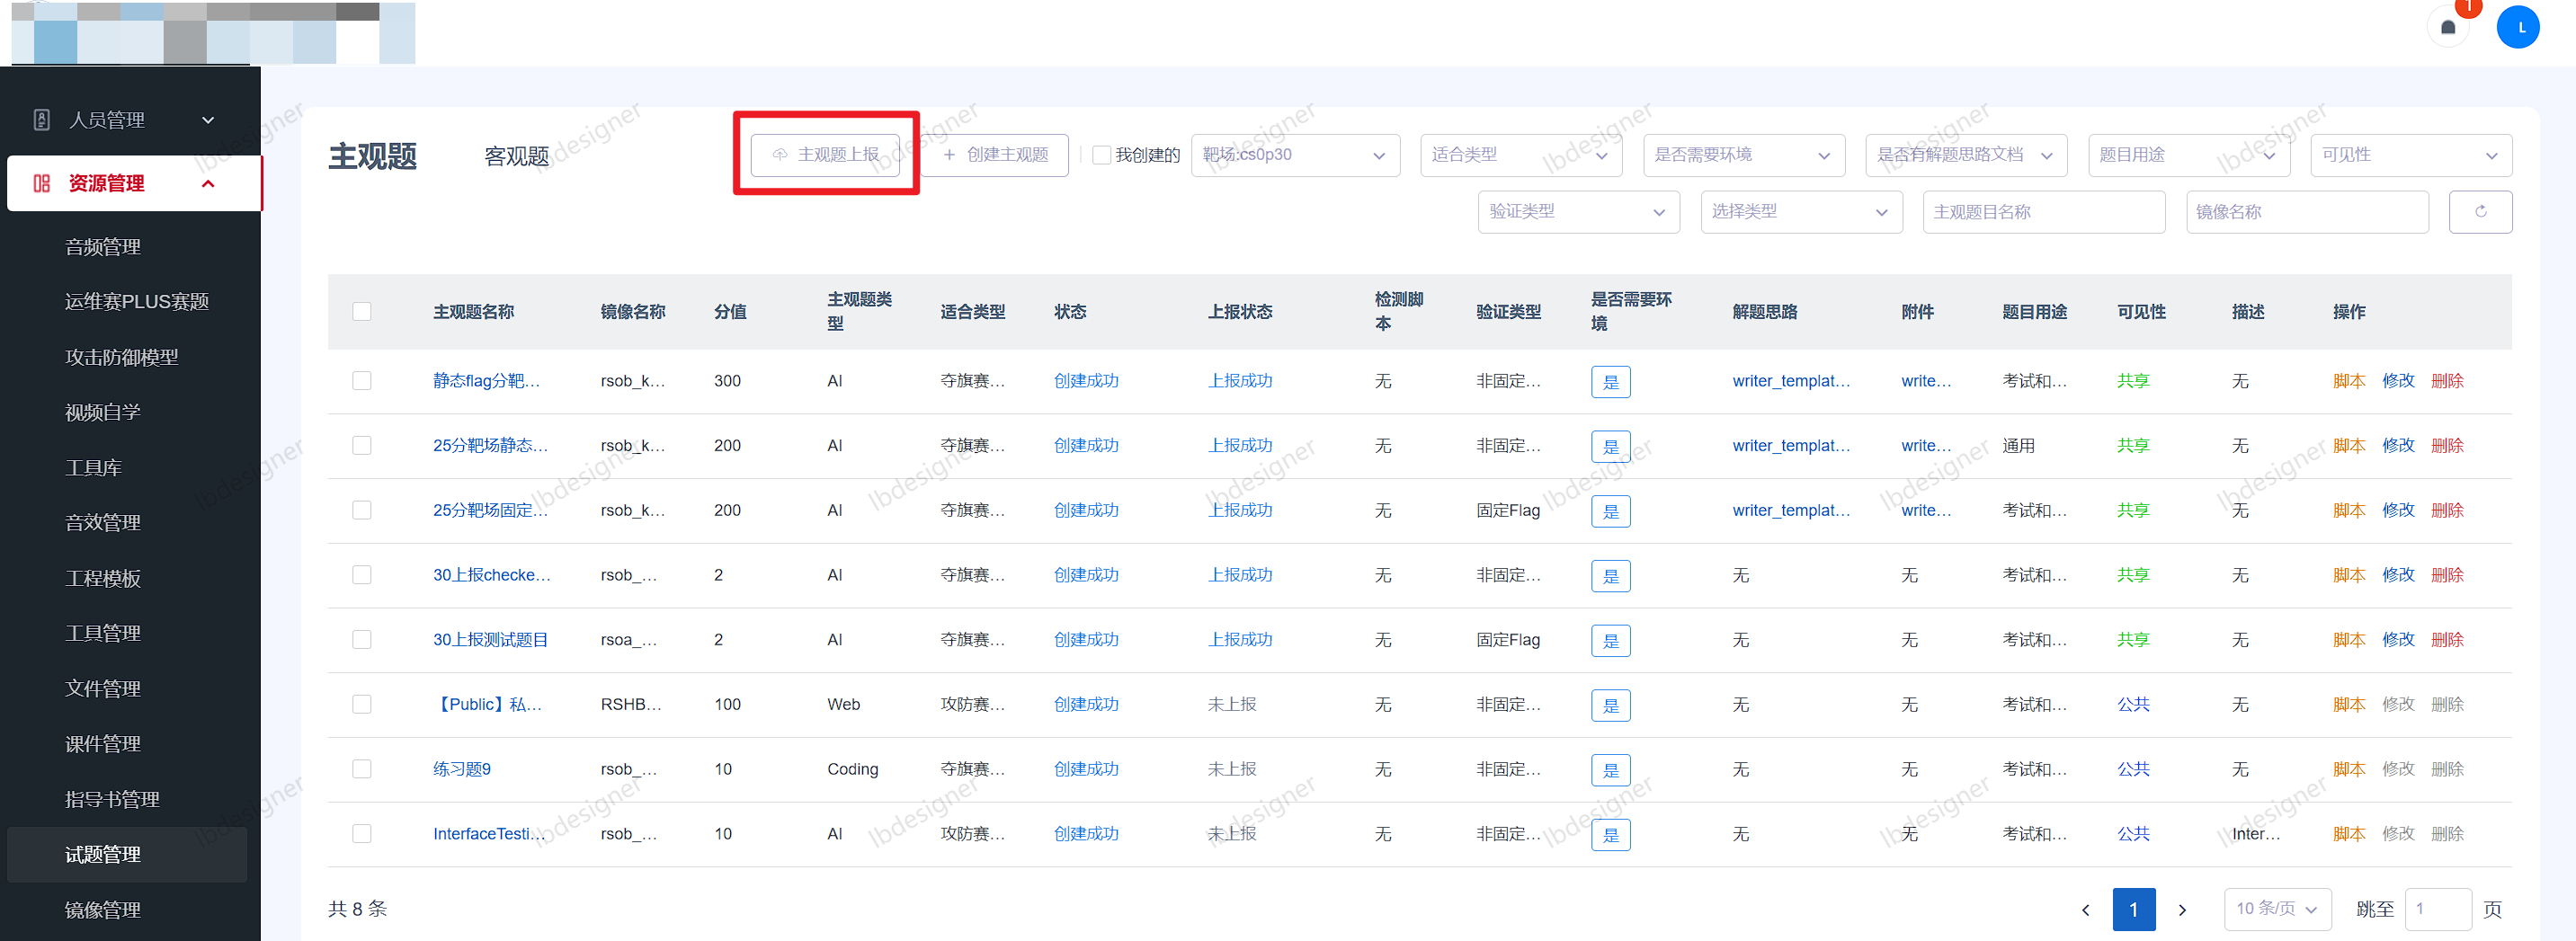 1
L
人员管理
资源管理
音频管理
运维赛PLUS赛题
攻击防御模型
视频自学
工具库
音效管理
工程模板
工具管理
文件管理
课件管理
指导书管理
试题管理
镜像管理
主观题 客观题 主观题上报 + 创建主观题 我创建的 靶场:cs0p30 适合类型 是否需要环境 是否有解题思路文档 题目用途 可见性
验证类型 选择类型 主观题目名称 镜像名称
主观题名称 镜像名称 分值 主观题类型 适合类型 状态 上报状态 检测脚本 验证类型 是否需要环境 解题思路 附件 题目用途 可见性 描述 操作
静态flag分靶... rsob_k... 300 AI 夺旗赛... 创建成功 上报成功 无 非固定... 是 writer_templat... write... 考试和... 共享 无 脚本 修改 删除
25分靶场静态... rsob_k... 200 AI 夺旗赛... 创建成功 上报成功 无 非固定... 是 writer_templat... write... 通用 共享 无 脚本 修改 删除
25分靶场固定... rsob_k... 200 AI 夺旗赛... 创建成功 上报成功 无 固定Flag 是 writer_templat... write... 考试和... 共享 无 脚本 修改 删除
30上报checke... rsob_... 2 AI 夺旗赛... 创建成功 上报成功 无 非固定... 是 无 无 考试和... 共享 无 脚本 修改 删除
30上报测试题目 rsoa_... 2 AI 夺旗赛... 创建成功 上报成功 无 固定Flag 是 无 无 考试和... 共享 无 脚本 修改 删除
【Public】私... RSHB... 100 Web 攻防赛... 创建成功 未上报 无 非固定... 是 无 无 考试和... 公共 无 脚本 修改 删除
练习题9 rsob_... 10 Coding 夺旗赛... 创建成功 未上报 无 非固定... 是 无 无 考试和... 公共 无 脚本 修改 删除
InterfaceTesti... rsob_... 10 AI 攻防赛... 创建成功 未上报 无 非固定... 是 无 无 考试和... 公共 Inter... 脚本 修改 删除
共 8 条 < 1 > 10 条/页 跳至 1 页
lbdesigner